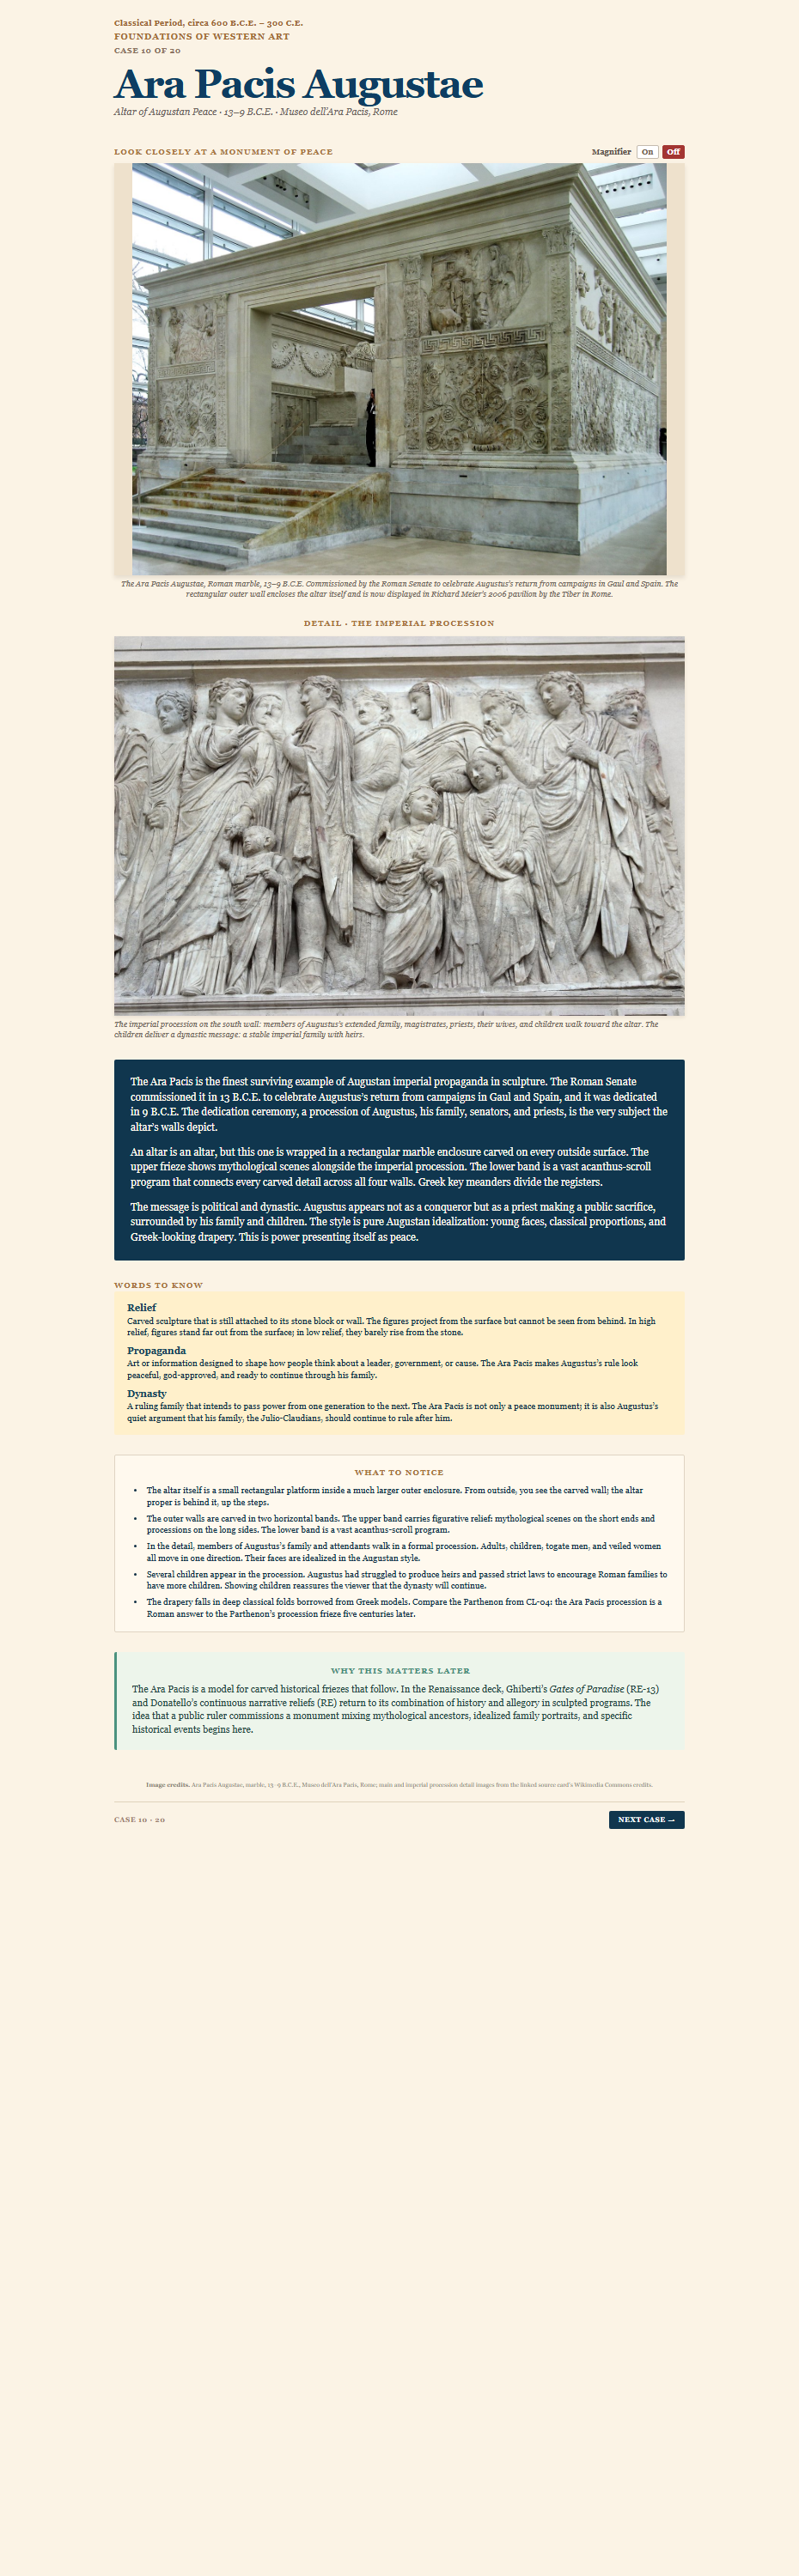 Classical Period, circa 600 B.C.E. – 300 C.E.
FOUNDATIONS OF WESTERN ART
CASE 10 OF 20
Ara Pacis Augustae
Altar of Augustan Peace · 13–9 B.C.E. · Museo dell'Ara Pacis, Rome
LOOK CLOSELY AT A MONUMENT OF PEACE
Magnifier On Off
The Ara Pacis Augustae, Roman marble, 13–9 B.C.E. Commissioned by the Roman Senate to celebrate Augustus's return from campaigns in Gaul and Spain. The
rectangular outer wall encloses the altar itself and is now displayed in Richard Meier's 2006 pavilion by the Tiber in Rome.
DETAIL · THE IMPERIAL PROCESSION
The imperial procession on the south wall: members of Augustus's extended family, magistrates, priests, their wives, and children walk toward the altar. The
children deliver a dynastic message: a stable imperial family with heirs.
The Ara Pacis is the finest surviving example of Augustan imperial propaganda in sculpture. The Roman Senate
commissioned it in 13 B.C.E. to celebrate Augustus's return from campaigns in Gaul and Spain, and it was dedicated
in 9 B.C.E. The dedication ceremony, a procession of Augustus, his family, senators, and priests, is the very subject the
altar's walls depict.
An altar is an altar, but this one is wrapped in a rectangular marble enclosure carved on every outside surface. The
upper frieze shows mythological scenes alongside the imperial procession. The lower band is a vast acanthus-scroll
program that connects every carved detail across all four walls. Greek key meanders divide the registers.
The message is political and dynastic. Augustus appears not as a conqueror but as a priest making a public sacrifice,
surrounded by his family and children. The style is pure Augustan idealization: young faces, classical proportions, and
Greek-looking drapery. This is power presenting itself as peace.
WORDS TO KNOW
Relief
Carved sculpture that is still attached to its stone block or wall. The figures project from the surface but cannot be seen from behind. In high
relief, figures stand far out from the surface; in low relief, they barely rise from the stone.
Propaganda
Art or information designed to shape how people think about a leader, government, or cause. The Ara Pacis makes Augustus's rule look
peaceful, god-approved, and ready to continue through his family.
Dynasty
A ruling family that intends to pass power from one generation to the next. The Ara Pacis is not only a peace monument; it is also Augustus's
quiet argument that his family, the Julio-Claudians, should continue to rule after him.
WHAT TO NOTICE
• The altar itself is a small rectangular platform inside a much larger outer enclosure. From outside, you see the carved wall; the altar
proper is behind it, up the steps.
• The outer walls are carved in two horizontal bands. The upper band carries figurative relief: mythological scenes on the short ends and
processions on the long sides. The lower band is a vast acanthus-scroll program.
• In the detail, members of Augustus's family and attendants walk in a formal procession. Adults, children, togate men, and veiled women
all move in one direction. Their faces are idealized in the Augustan style.
• Several children appear in the procession. Augustus had struggled to produce heirs and passed strict laws to encourage Roman families to
have more children. Showing children reassures the viewer that the dynasty will continue.
• The drapery falls in deep classical folds borrowed from Greek models. Compare the Parthenon from CL-04: the Ara Pacis procession is a
Roman answer to the Parthenon's procession frieze five centuries later.
WHY THIS MATTERS LATER
The Ara Pacis is a model for carved historical friezes that follow. In the Renaissance deck, Ghiberti's Gates of Paradise (RE-13)
and Donatello's continuous narrative reliefs (RE) return to its combination of history and allegory in sculpted programs. The
idea that a public ruler commissions a monument mixing mythological ancestors, idealized family portraits, and specific
historical events begins here.
Image credits. Ara Pacis Augustae, marble, 13–9 B.C.E., Museo dell'Ara Pacis, Rome; main and imperial procession detail images from the linked source card's Wikimedia Commons credits.
CASE 10 · 20
NEXT CASE →